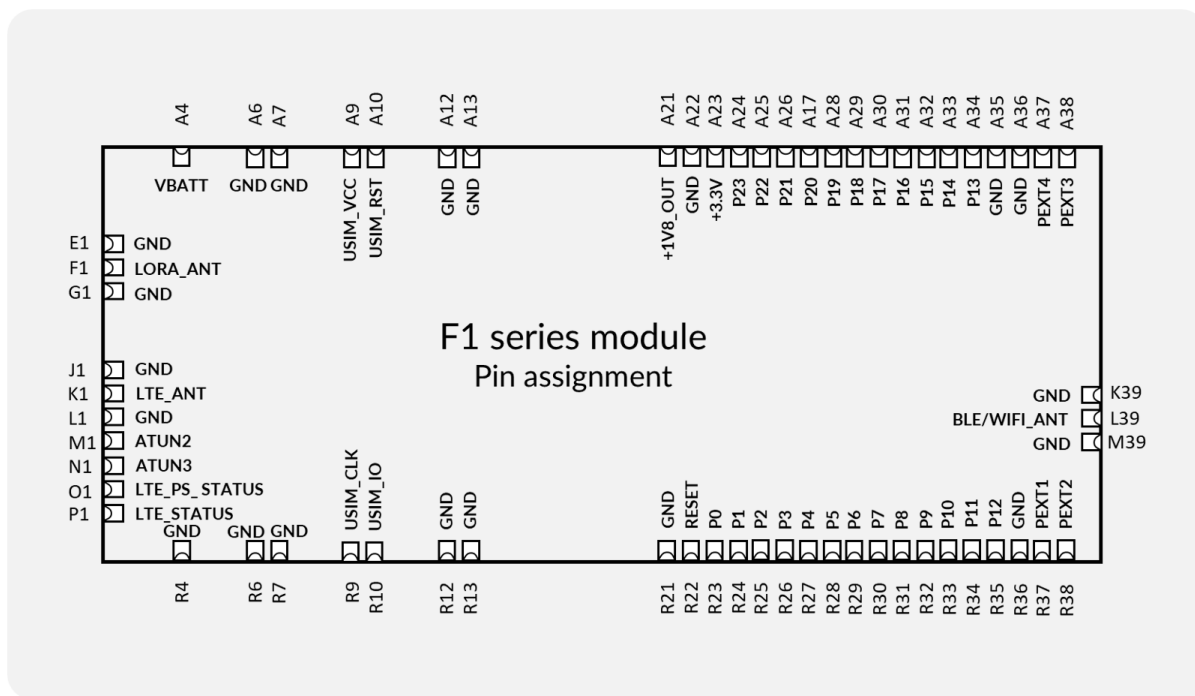 A4 A6 A7 A9 A10 A12 A13 A21 A22 A23 A24 A25 A26 A17 A28 A29 A30 A31 A32 A33 A34 A35 A36 A37 A38
VBATT GND GND USIM_VCC USIM_RST GND GND +1V8_OUT GND +3.3V P23 P22 P21 P20 P19 P18 P17 P16 P15 P14 P13 GND GND PEXT4 PEXT3
E1 GND
F1 LORA_ANT
G1 GND
F1 series module
Pin assignment
J1 GND
K1 LTE_ANT
L1 GND
M1 ATUN2
N1 ATUN3
O1 LTE_PS_STATUS
P1 LTE_STATUS
GND K39
BLE/WIFI_ANT L39
GND M39
GND GND GND USIM_CLK USIM_IO GND GND GND RESET P0 P1 P2 P3 P4 P5 P6 P7 P8 P9 P10 P11 P12 GND PEXT1 PEXT2
R4 R6 R7 R9 R10 R12 R13 R21 R22 R23 R24 R25 R26 R27 R28 R29 R30 R31 R32 R33 R34 R35 R36 R37 R38